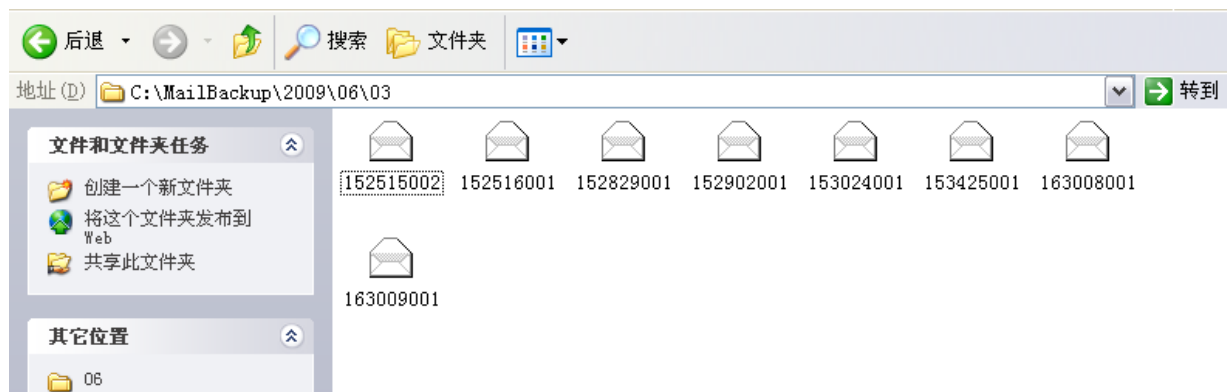 后退 搜索 文件夹
地址(D) C:\MailBackup\2009\06\03 转到
文件和文件夹任务
创建一个新文件夹
将这个文件夹发布到
Web
共享此文件夹
其它位置
06
152515002 152516001 152829001 152902001 153024001 153425001 163008001
163009001